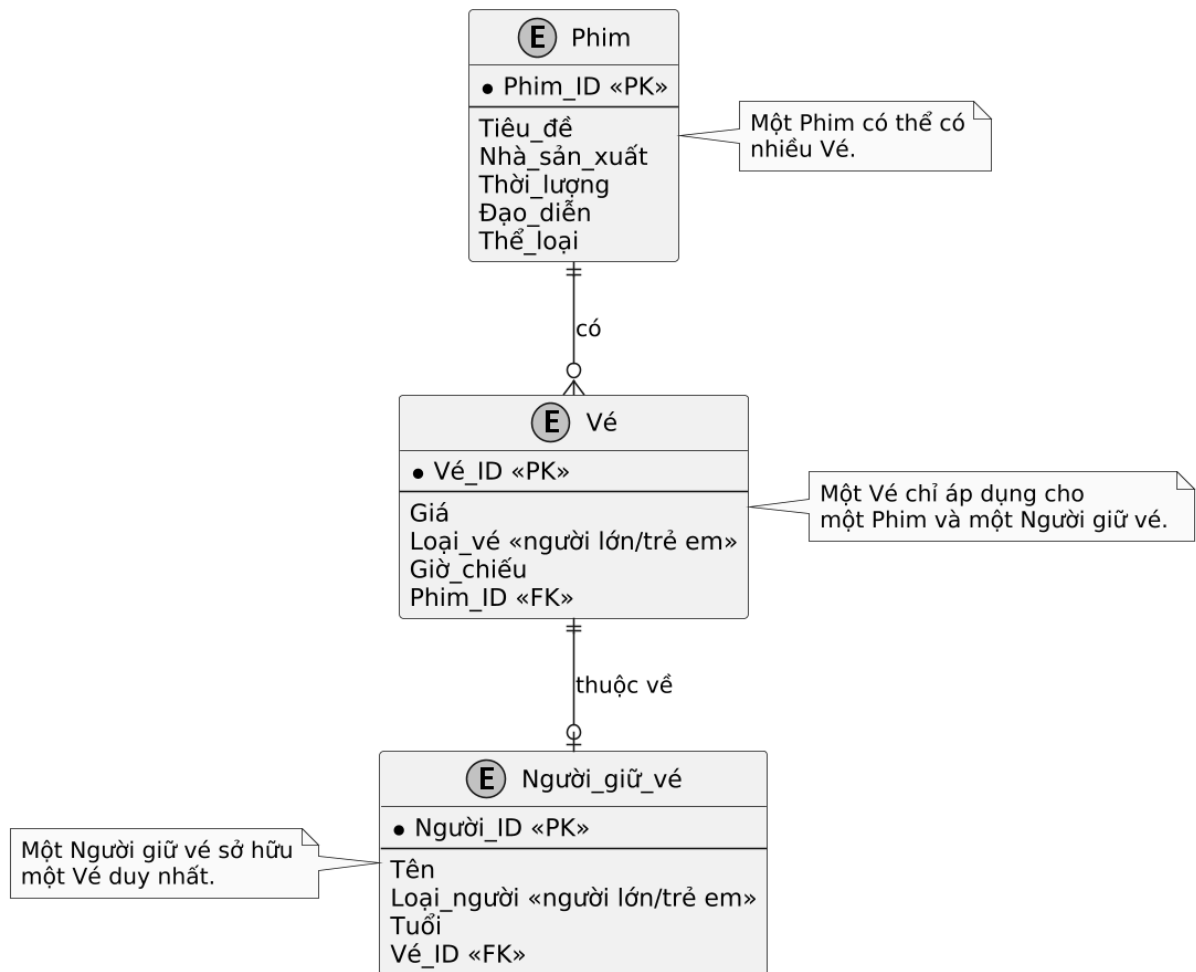 E Phim
Phim_ID «PK»
Tiêu_đề
Nhà_sản_xuất
Thời_lượng
Đạo_diễn
Thể_loại
Một Phim có thể có
nhiều Vé.
có
E Vé
Vé_ID «PK»
Giá
Loại_vé «người lớn/trẻ em»
Giờ_chiếu
Phim_ID «FK»
Một Vé chỉ áp dụng cho
một Phim và một Người giữ vé.
thuộc về
E Người_giữ_vé
Người_ID «PK»
Tên
Loại_người «người lớn/trẻ em»
Tuổi
Vé_ID «FK»
Một Người giữ vé sở hữu
một Vé duy nhất.